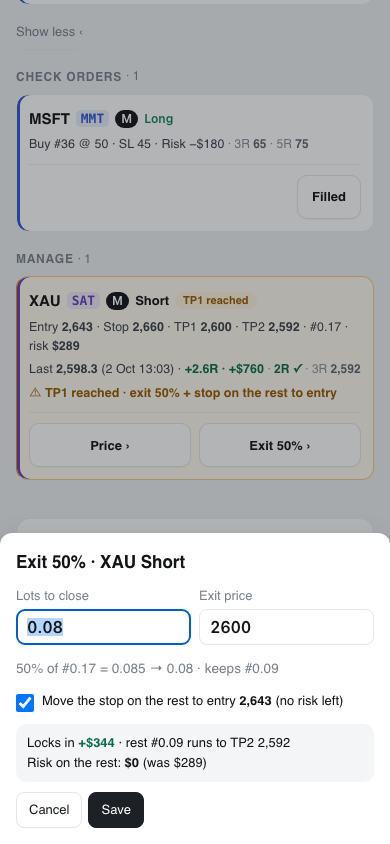 Show less ‹
CHECK ORDERS · 1
MSFT MMT M Long
Buy #36 @ 50 · SL 45 · Risk −$180 · 3R 65 · 5R 75
Filled
MANAGE · 1
XAU SAT M Short TP1 reached
Entry 2,643 · Stop 2,660 · TP1 2,600 · TP2 2,592 · #0.17 ·
risk $289
Last 2,598.3 (2 Oct 13:03) · +2.6R · +$760 · 2R ✓ · 3R 2,592
⚠ TP1 reached · exit 50% + stop on the rest to entry
Price ›
Exit 50% ›
Exit 50% · XAU Short
Lots to close
Exit price
0.08
2600
50% of #0.17 = 0.085 → 0.08 · keeps #0.09
Move the stop on the rest to entry 2,643 (no risk left)
Locks in +$344 · rest #0.09 runs to TP2 2,592
Risk on the rest: $0 (was $289)
Cancel
Save